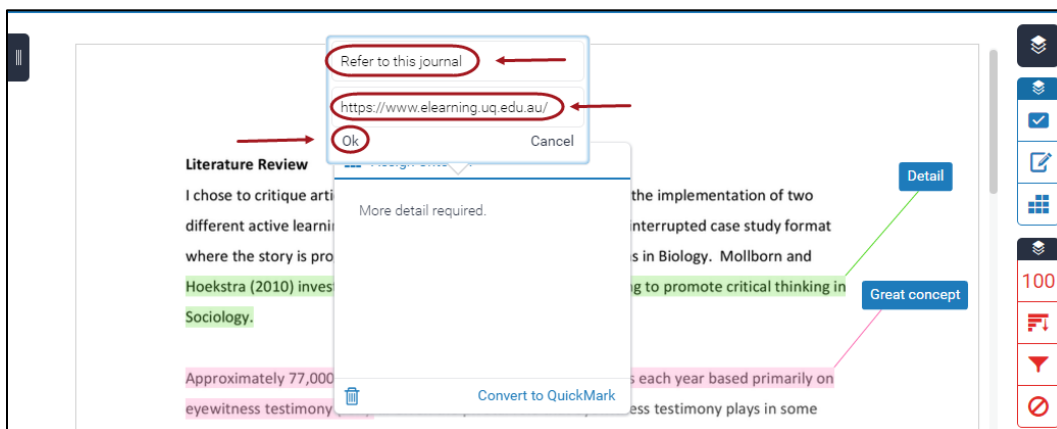 Refer to this journal
https://www.elearning.uq.edu.au/
Ok Cancel
Literature Review
I chose to critique arti the implementation of two
More detail required.
different active learni interrupted case study format
where the story is pro s in Biology. Mollborn and
Hoekstra (2010) inves g to promote critical thinking in
Sociology.
Approximately 77,000 s each year based primarily on
eyewitness testimony ess testimony plays in some
Convert to QuickMark
Detail
Great concept
100